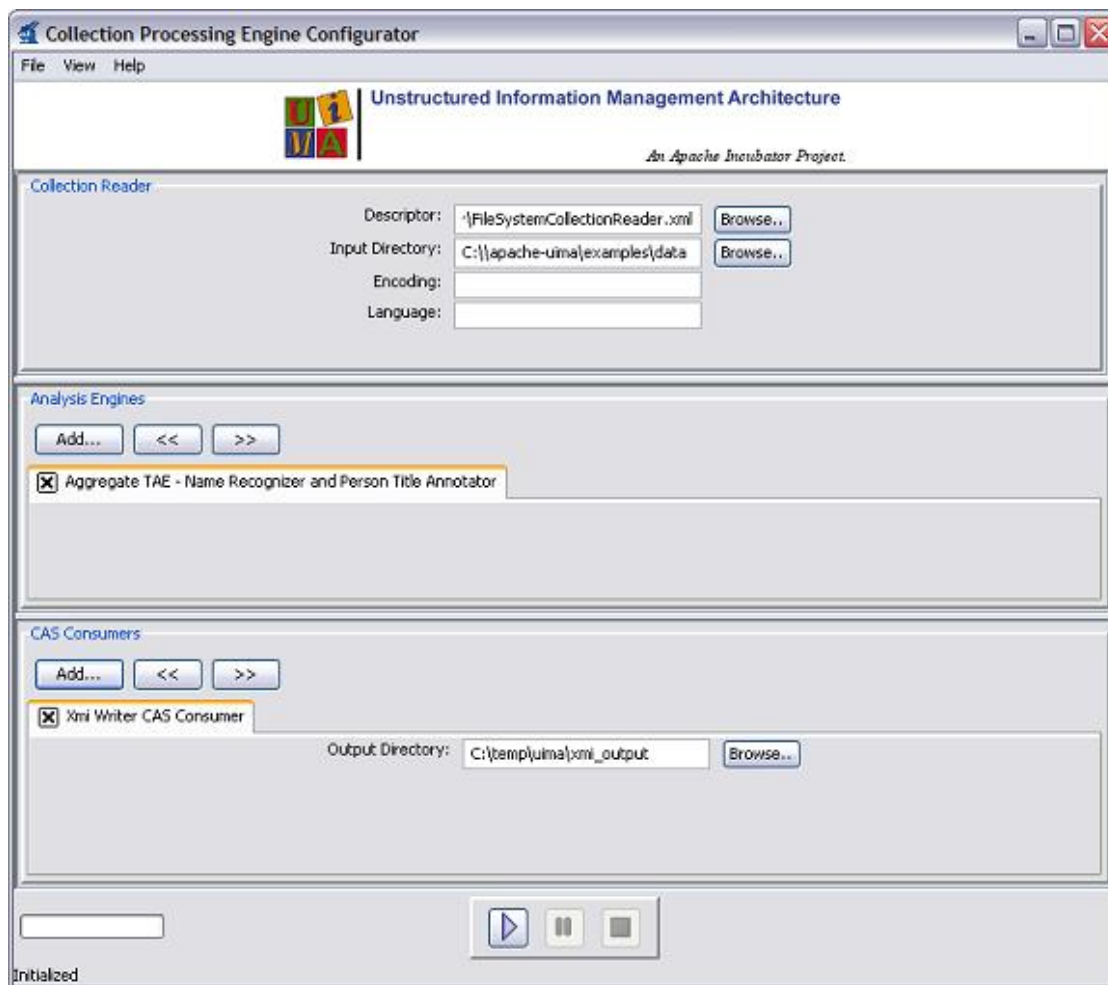 Collection Processing Engine Configurator
File View Help
UiMA
Unstructured Information Management Architecture
An Apache Incubator Project.
Collection Reader
Descriptor: \FileSystemCollectionReader.xml Browse..
Input Directory: C:\\apache-uima\examples\data Browse..
Encoding:
Language:
Analysis Engines
Add... << >>
Aggregate TAE - Name Recognizer and Person Title Annotator
CAS Consumers
Add... << >>
Xmi Writer CAS Consumer
Output Directory: C:\temp\uima\xmi_output Browse..
Initialized